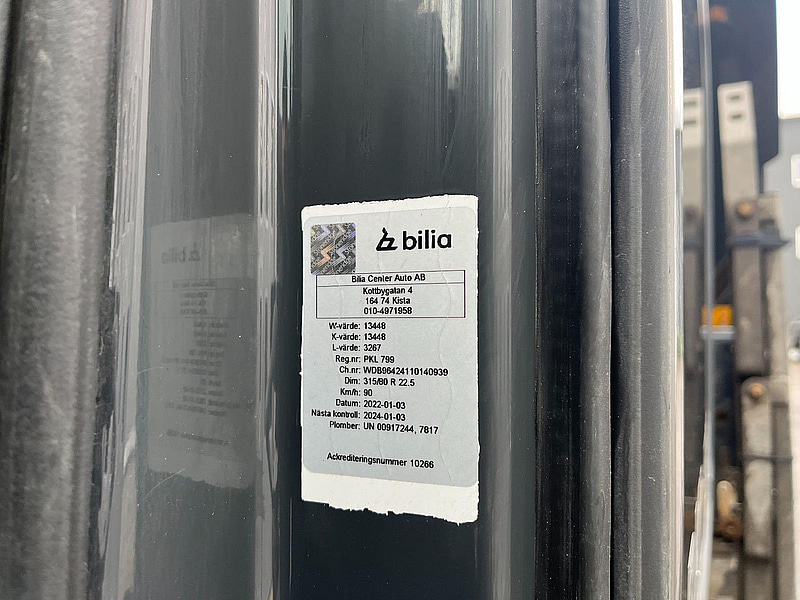 bilia
Bilia Center Auto AB
Kottbygatan 4
164 74 Kista
010-4971958
W-värde: 13448
K-värde: 13448
L-värde: 3267
Reg.nr: PKL 799
Ch.nr: WDB96424110140939
Dim: 315/80 R 22.5
Km/h: 90
Datum: 2022-01-03
Nästa kontroll: 2024-01-03
Plomber: UN 00917244, 7817
Ackrediteringsnummer 10266